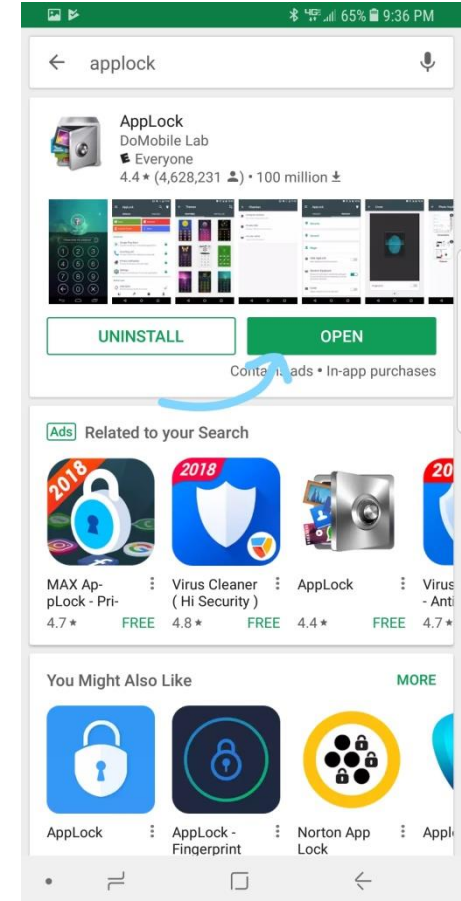 65% 9:36 PM
applock
AppLock
DoMobile Lab
E Everyone
4.4 ★ (4,628,231 ) • 100 million
UNINSTALL
OPEN
Contains ads • In-app purchases
Ads Related to your Search
2018
2018
20
MAX Ap-
pLock - Pri-
4.7 ★ FREE
Virus Cleaner
( Hi Security )
4.8 ★ FREE
AppLock
4.4 ★ FREE
Virus
- Anti
4.7 ★
You Might Also Like
MORE
AppLock
AppLock -
Fingerprint
Norton App
Lock
Appl